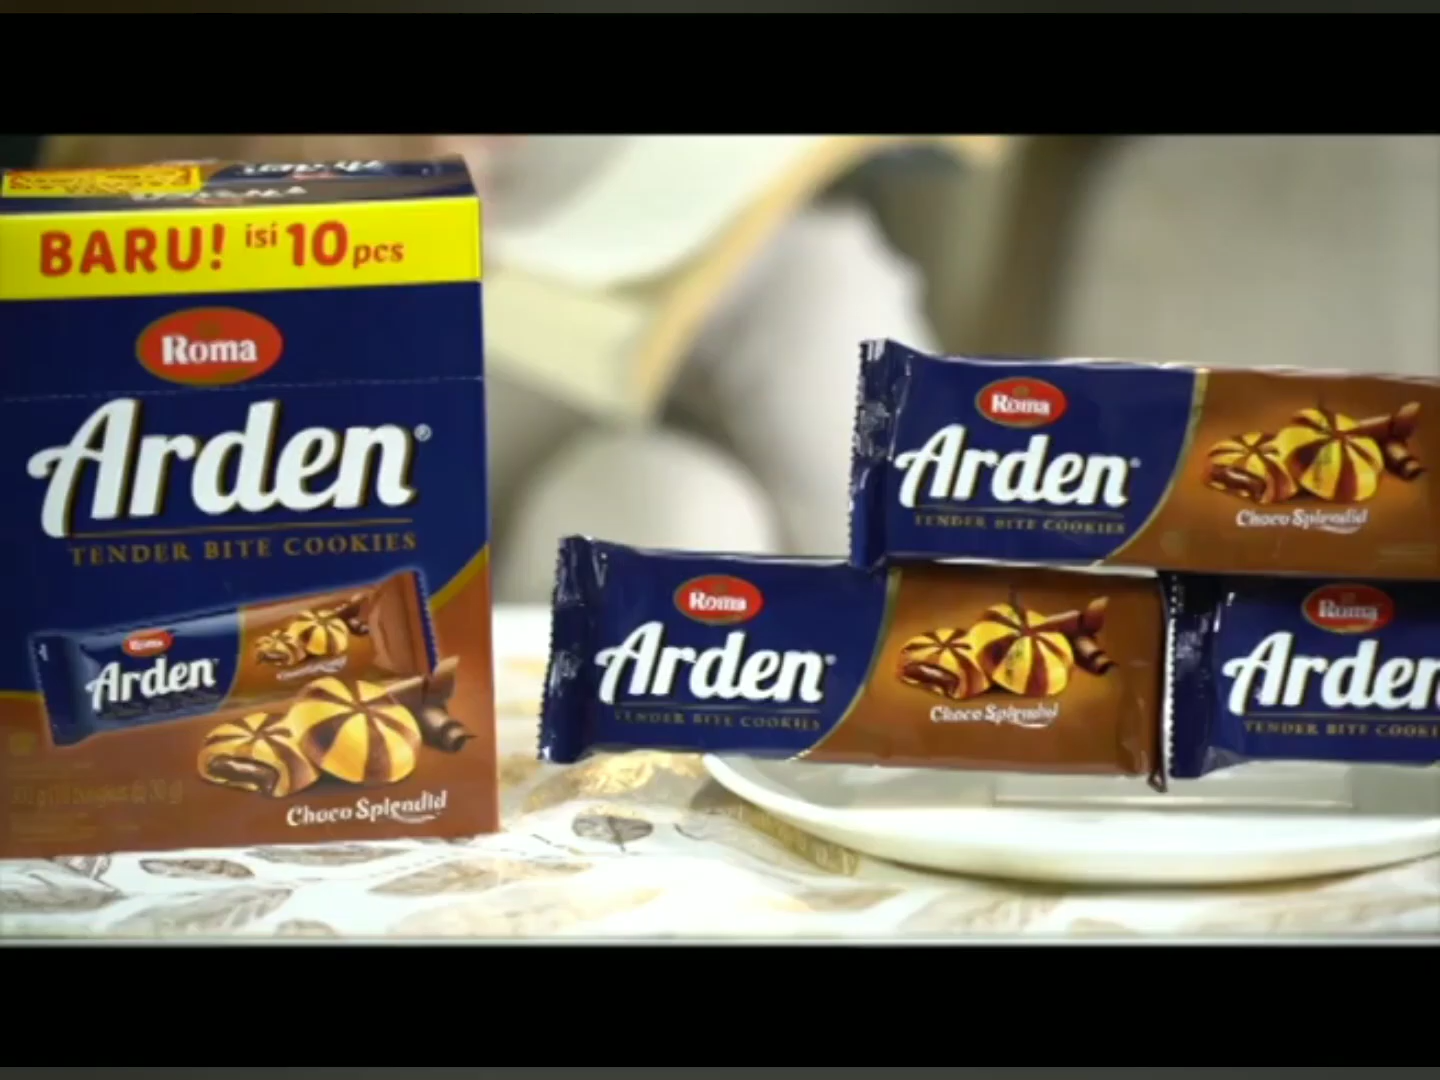 BARU! isi 10 pcs
Roma
Arden®
TENDER BITE COOKIES
Roma
Arden
Choco Splendid
Roma
Arden
TENDER BITE COOKIES
Choco Splendid
Roma
Arden
TENDER BITE COOKIES
Choco Splendid
Roma
Arden
TENDER BITE COOKIES